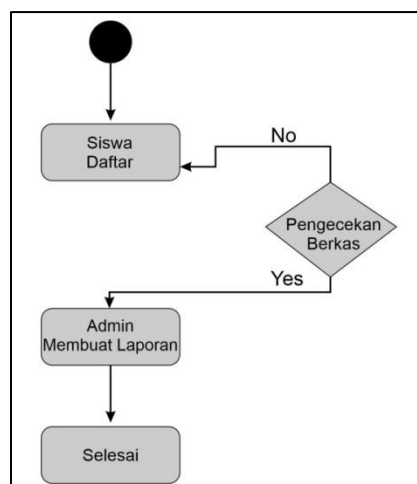 Siswa
Daftar
No
Pengecekan
Berkas
Yes
Admin
Membuat Laporan
Selesai